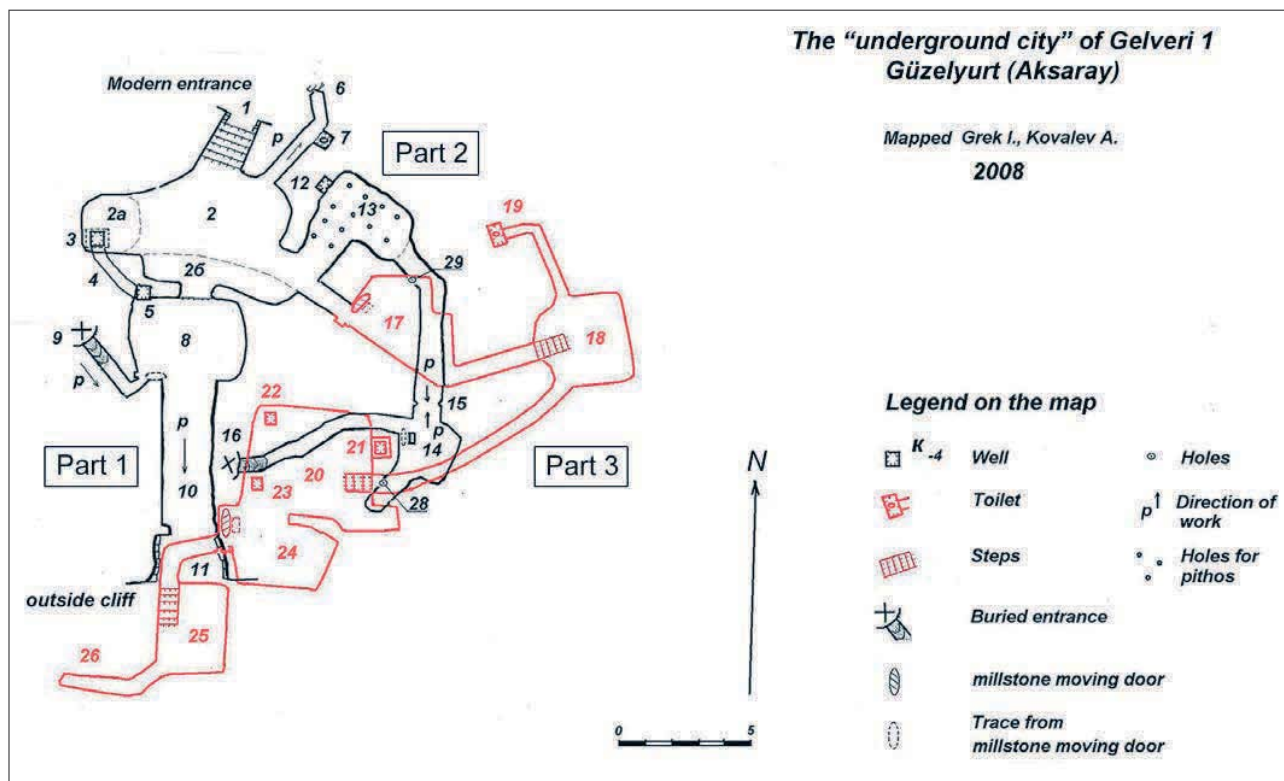 The “underground city” of Gelveri 1
Güzelyurt (Aksaray)
Mapped Grek I., Kovalev A.
2008
Modern entrance
1
p
6
7
Part 2
12
13
2a
2
3
4
2б
5
29
19
17
18
9
p
8
p
15
p
22
16
14
21
Part 1
10
20
Part 3
23
28
24
11
outside cliff
25
26
N
0 5
Legend on the map
K -4 Well
Toilet
Steps
Buried entrance
millstone moving door
Trace from
millstone moving door
Holes
p Direction of
work
Holes for
pithos